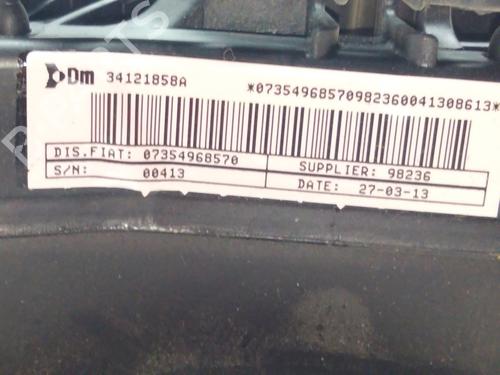 Dm 34121858A *07354968570982360041308613*
DIS.FIAT: 07354968570 SUPPLIER: 98236
S/N: 00413 DATE: 27-03-13